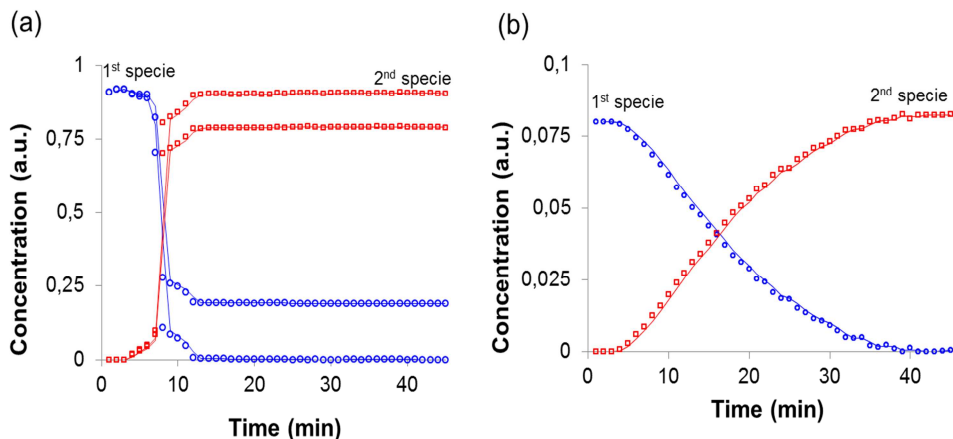 (a)
1st specie
2nd specie
Concentration (a.u.)
1
0,75
0,5
0,25
0
0 10 20 30 40
Time (min)
(b)
1st specie
2nd specie
Concentration (a.u.)
0,1
0,075
0,05
0,025
0
0 10 20 30 40
Time (min)